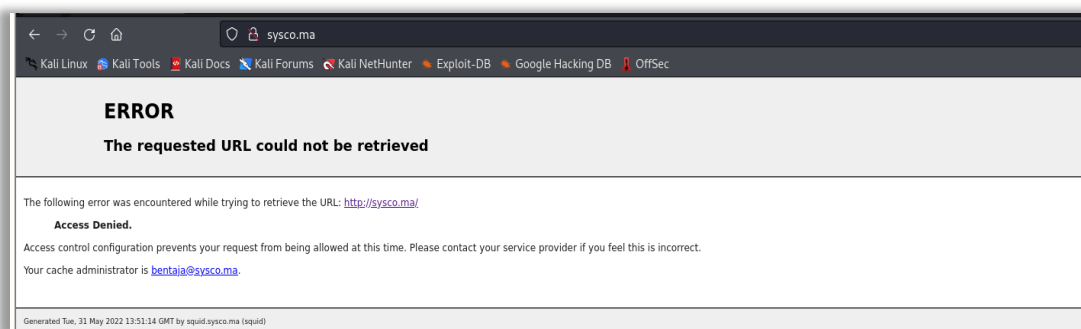 sysco.ma
Kali Linux Kali Tools Kali Docs Kali Forums Kali NetHunter Exploit-DB Google Hacking DB OffSec
ERROR
The requested URL could not be retrieved
The following error was encountered while trying to retrieve the URL: http://sysco.ma/
Access Denied.
Access control configuration prevents your request from being allowed at this time. Please contact your service provider if you feel this is incorrect.
Your cache administrator is bentaja@sysco.ma.
Generated Tue, 31 May 2022 13:51:14 GMT by squid.sysco.ma (squid)